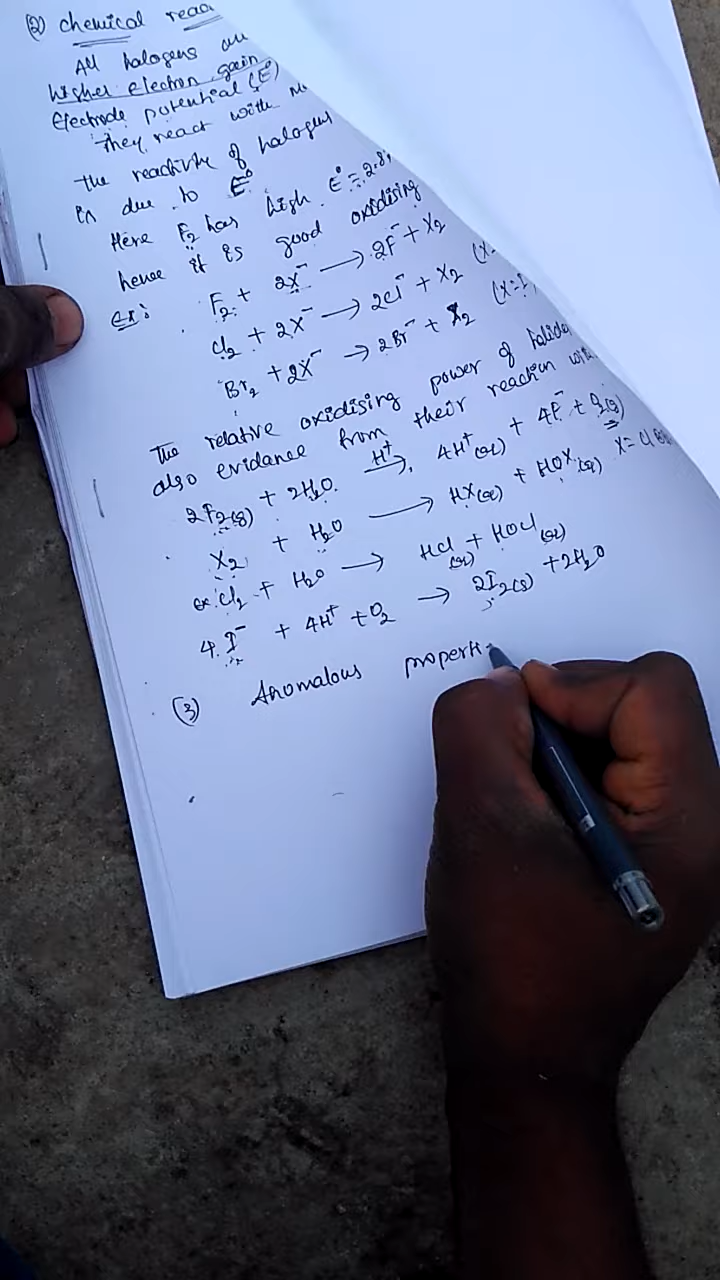 (2) chemical reac
All halogens are
higher electron gain
Electrode potential (E°)
They react with
the reactivity of halogens
is due to E°
Here F₂ has high E° = 2.8
hence it is good oxidising
Ex: F₂ + 2X⁻ → 2F⁻ + X₂
Cl₂ + 2X⁻ → 2Cl⁻ + X₂ (X=
Br₂ + 2X⁻ → 2Br⁻ + X₂ (X=I
The relative oxidising power of halide
also evidance from their reaction with
2F₂(g) + 2H₂O H⁺→ 4H⁺(aq) + 4F⁻ + O₂(g)
X₂ + H₂O → HX(aq) + HOX(aq) X=Cl
ex: Cl₂ + H₂O → HCl(aq) + HOCl(aq)
4I⁻ + 4H⁺ + O₂ → 2I₂(s) + 2H₂O
(3) Anomalous properti